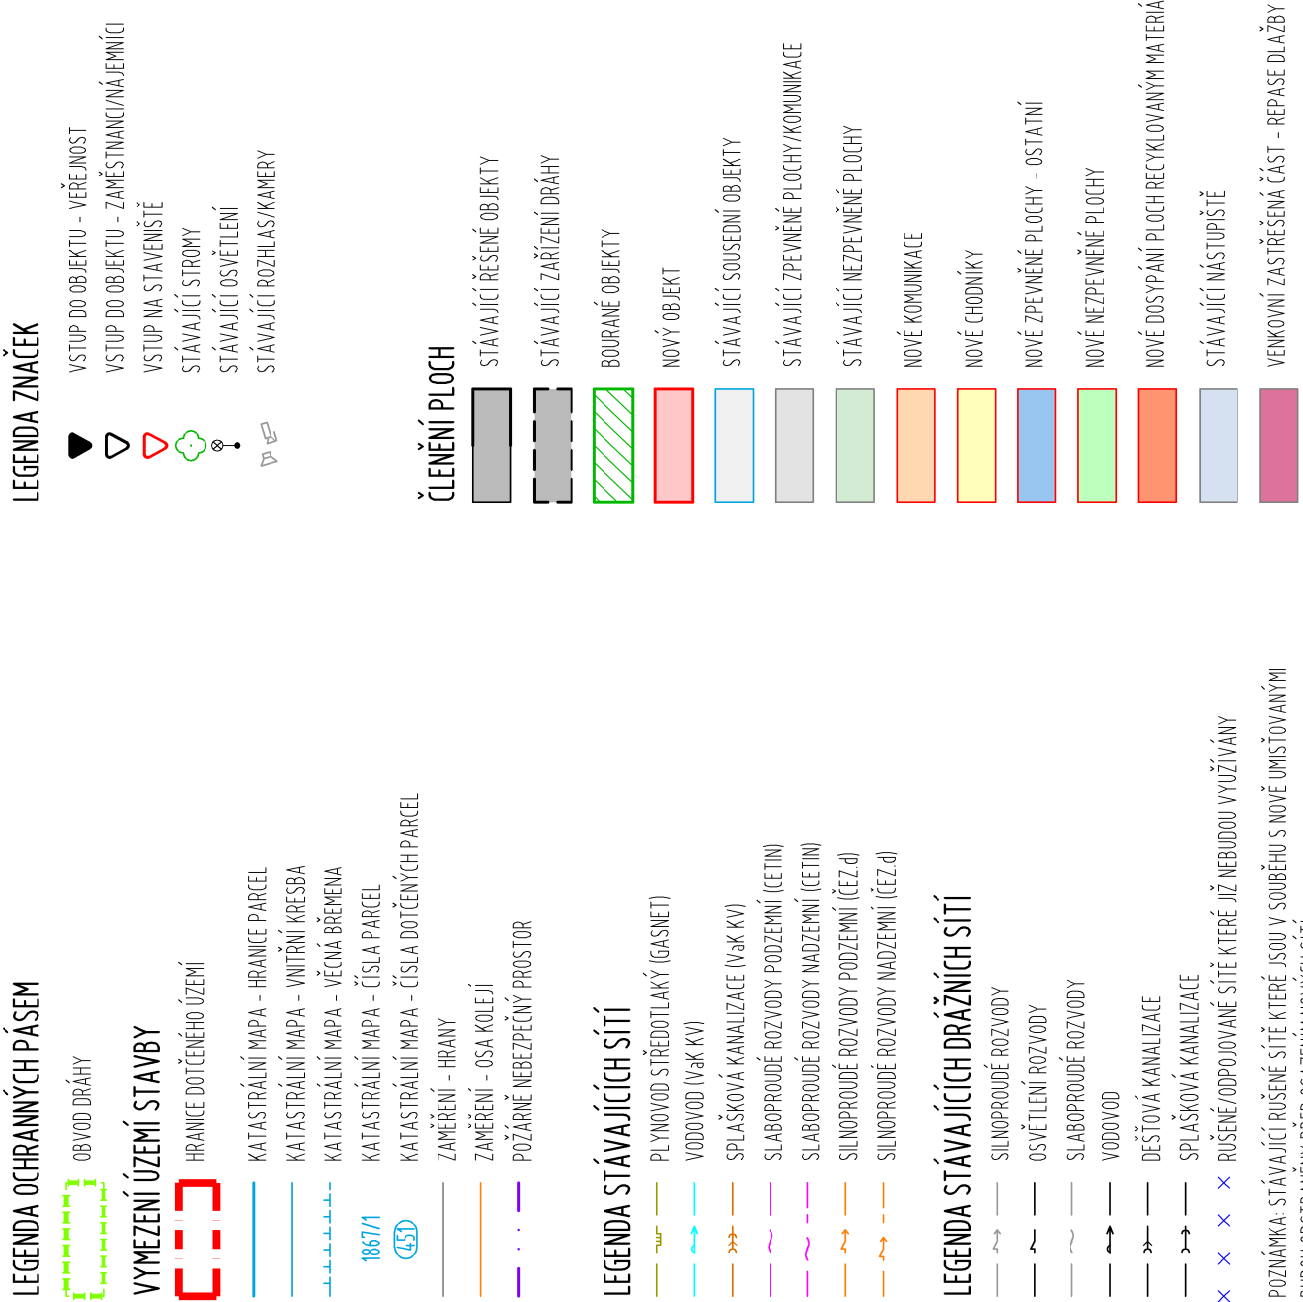 LEGENDA OCHRANNÝCH PÁSEM
OBVOD DRÁHY
VYMEZENÍ ÚZEMÍ STAVBY
HRANICE DOTČENÉHO ÚZEMÍ
KATASTRÁLNÍ MAPA - HRANICE PARCEL
KATASTRÁLNÍ MAPA - VNITŘNÍ KRESBA
KATASTRÁLNÍ MAPA - VĚCNÁ BŘEMENA
1867/1 KATASTRÁLNÍ MAPA - ČÍSLA PARCEL
451 KATASTRÁLNÍ MAPA - ČÍSLA DOTČENÝCH PARCEL
ZAMĚŘENÍ - HRANY
ZAMĚŘENÍ - OSA KOLEJÍ
POŽÁRNĚ NEBEZPEČNÝ PROSTOR
LEGENDA STÁVAJÍCÍCH SÍTÍ
PLYNOVOD STŘEDOTLAKÝ (GASNET)
VODOVOD (VaK KV)
SPLAŠKOVÁ KANALIZACE (VaK KV)
SLABOPROUDÉ ROZVODY PODZEMNÍ (CETIN)
SLABOPROUDÉ ROZVODY NADZEMNÍ (CETIN)
SILNOPROUDÉ ROZVODY PODZEMNÍ (ČEZ.d)
SILNOPROUDÉ ROZVODY NADZEMNÍ (ČEZ.d)
LEGENDA STÁVAJÍCÍCH DRÁŽNÍCH SÍTÍ
SILNOPROUDÉ ROZVODY
OSVĚTLENÍ ROZVODY
SLABOPROUDÉ ROZVODY
VODOVOD
DEŠŤOVÁ KANALIZACE
SPLAŠKOVÁ KANALIZACE
RUŠENÉ/ODPOJOVANÉ SÍTĚ KTERÉ JIŽ NEBUDOU VYUŽÍVÁNY
POZNÁMKA: STÁVAJÍCÍ RUŠENÉ SÍTĚ KTERÉ JSOU V SOUBĚHU S NOVĚ UMISŤOVANÝMI
LEGENDA ZNAČEK
VSTUP DO OBJEKTU - VEŘEJNOST
VSTUP DO OBJEKTU - ZAMĚSTNANCI/NÁJEMNÍCI
VSTUP NA STAVENIŠTĚ
STÁVAJÍCÍ STROMY
STÁVAJÍCÍ OSVĚTLENÍ
STÁVAJÍCÍ ROZHLAS/KAMERY
ČLENĚNÍ PLOCH
STÁVAJÍCÍ ŘEŠENÉ OBJEKTY
STÁVAJÍCÍ ZAŘÍZENÍ DRÁHY
BOURANÉ OBJEKTY
NOVÝ OBJEKT
STÁVAJÍCÍ SOUSEDNÍ OBJEKTY
STÁVAJÍCÍ ZPEVNĚNÉ PLOCHY/KOMUNIKACE
STÁVAJÍCÍ NEZPEVNĚNÉ PLOCHY
NOVÉ KOMUNIKACE
NOVÉ CHODNÍKY
NOVÉ ZPEVNĚNÉ PLOCHY - OSTATNÍ
NOVÉ NEZPEVNĚNÉ PLOCHY
NOVÉ DOSYPÁNÍ PLOCH RECYKLOVANÝM MATERIÁ
STÁVAJÍCÍ NÁSTUPIŠTĚ
VENKOVNÍ ZASTŘEŠENÁ ČÁST - REPASE DLAŽBY